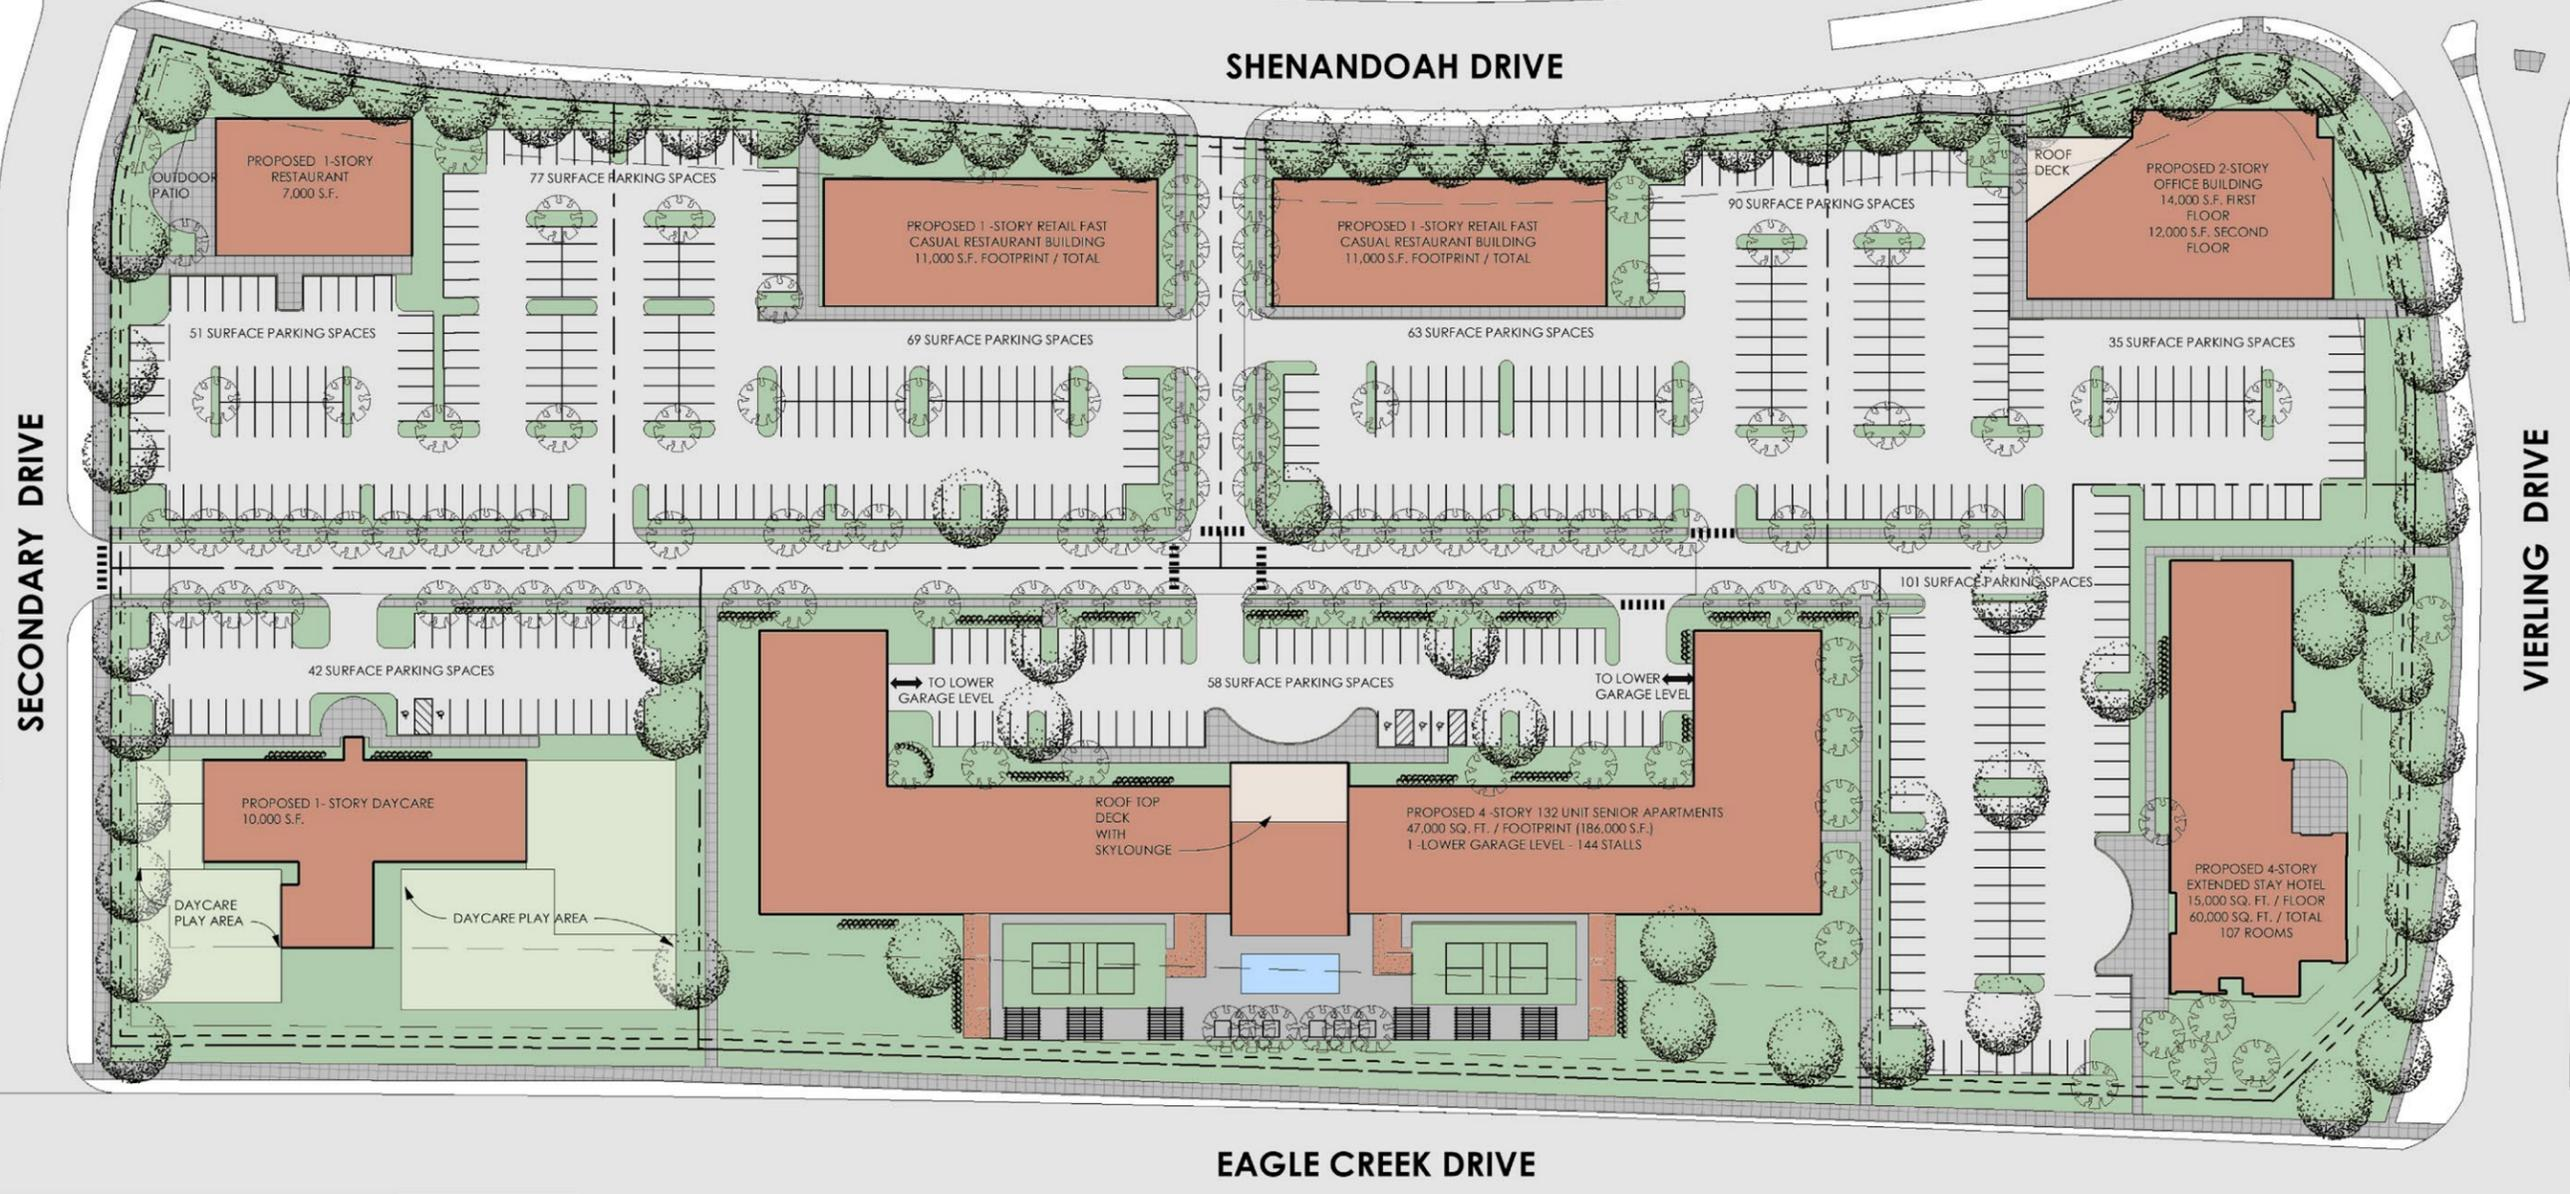 SHENANDOAH DRIVE
PROPOSED 1-STORY
RESTAURANT
7,000 S.F.
OUTDOOR
PATIO
77 SURFACE PARKING SPACES
PROPOSED 1 -STORY RETAIL FAST
CASUAL RESTAURANT BUILDING
11,000 S.F. FOOTPRINT / TOTAL
PROPOSED 1 -STORY RETAIL FAST
CASUAL RESTAURANT BUILDING
11,000 S.F. FOOTPRINT / TOTAL
90 SURFACE PARKING SPACES
ROOF
DECK
PROPOSED 2-STORY
OFFICE BUILDING
14,000 S.F. FIRST
FLOOR
12,000 S.F. SECOND
FLOOR
51 SURFACE PARKING SPACES
69 SURFACE PARKING SPACES
63 SURFACE PARKING SPACES
35 SURFACE PARKING SPACES
SECONDARY DRIVE
VIERLING DRIVE
101 SURFACE PARKING SPACES
42 SURFACE PARKING SPACES
TO LOWER
GARAGE LEVEL
58 SURFACE PARKING SPACES
TO LOWER
GARAGE LEVEL
PROPOSED 1- STORY DAYCARE
10,000 S.F.
ROOF TOP
DECK
WITH
SKYLOUNGE
PROPOSED 4 -STORY 132 UNIT SENIOR APARTMENTS
47,000 SQ. FT. / FOOTPRINT (186,000 S.F.)
1 -LOWER GARAGE LEVEL - 144 STALLS
DAYCARE
PLAY AREA
DAYCARE PLAY AREA
PROPOSED 4-STORY
EXTENDED STAY HOTEL
15,000 SQ. FT. / FLOOR
60,000 SQ. FT. / TOTAL
107 ROOMS
EAGLE CREEK DRIVE